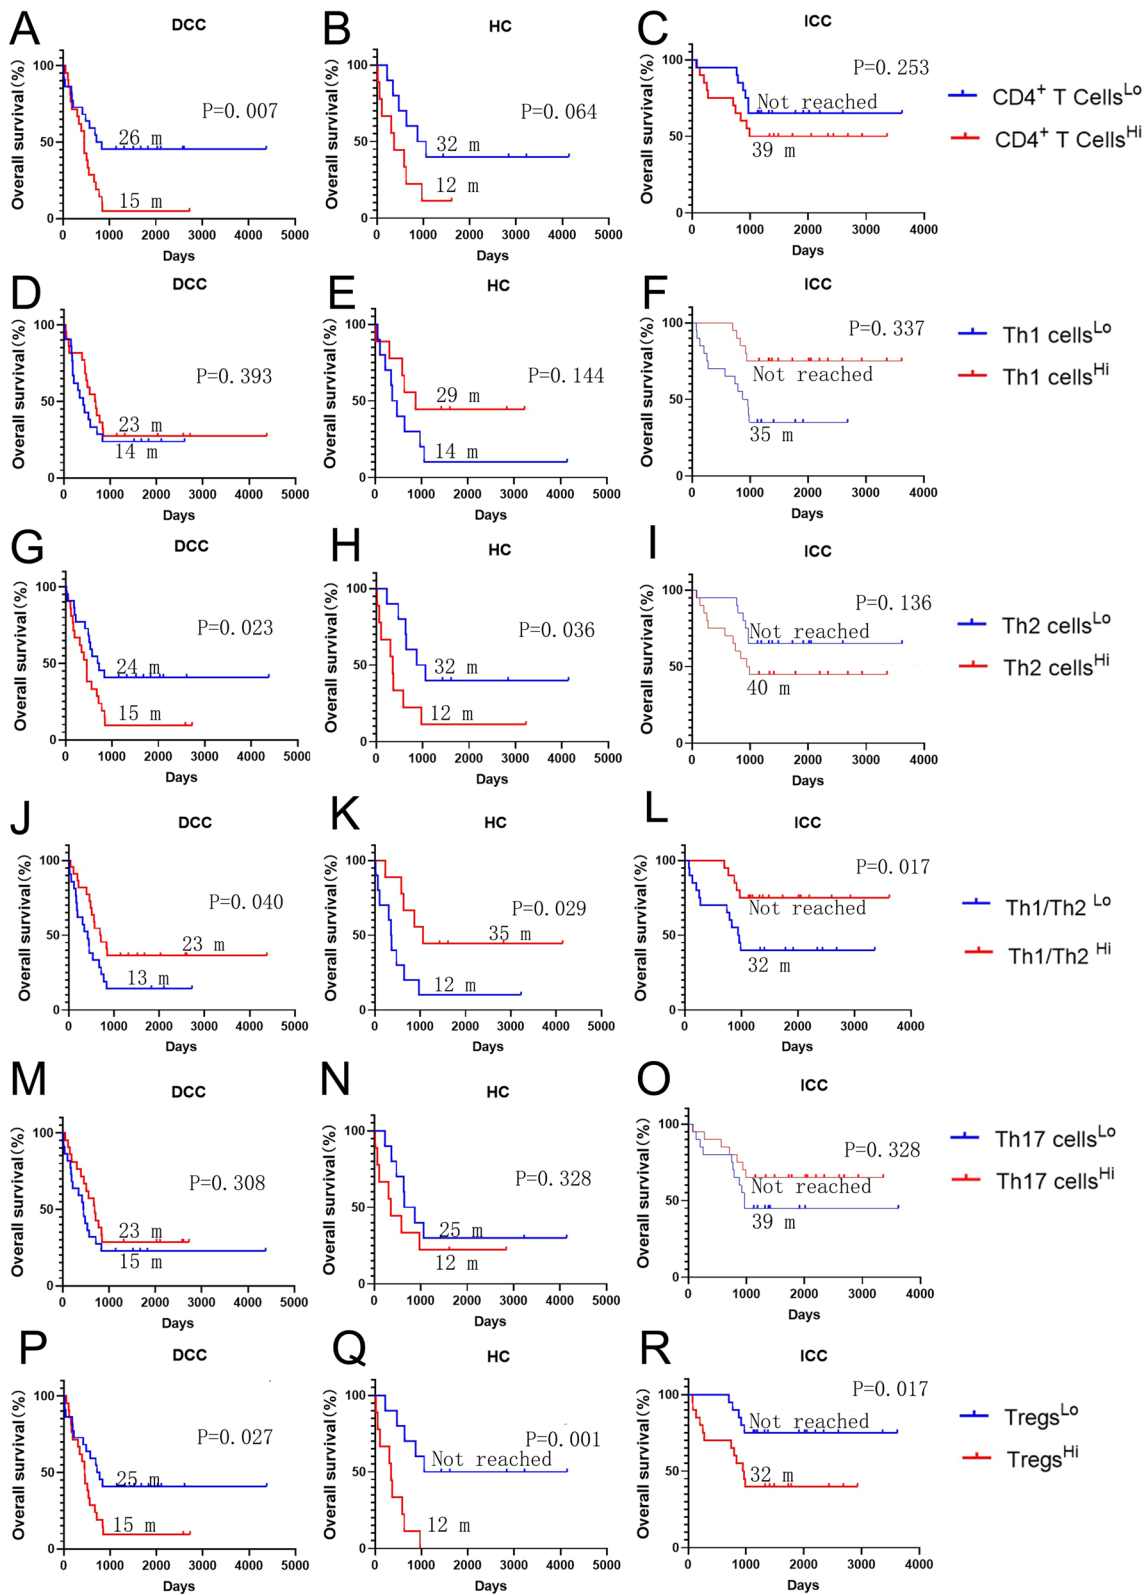 A
DCC
Overall survival(%)
100
50
0
P=0.007
26 m
15 m
0 1000 2000 3000 4000 5000
Days
B
HC
Overall survival(%)
100
50
0
P=0.064
32 m
12 m
0 1000 2000 3000 4000 5000
Days
C
ICC
Overall survival(%)
100
50
0
P=0.253
Not reached
39 m
0 1000 2000 3000 4000
Days
CD4+ T CellsLo
CD4+ T CellsHi
D
DCC
Overall survival(%)
100
50
0
P=0.393
23 m
14 m
0 1000 2000 3000 4000 5000
Days
E
HC
Overall survival(%)
100
50
0
P=0.144
29 m
14 m
0 1000 2000 3000 4000 5000
Days
F
ICC
Overall survival(%)
100
50
0
P=0.337
Not reached
35 m
0 1000 2000 3000 4000
Days
Th1 cellsLo
Th1 cellsHi
G
DCC
Overall survival(%)
100
50
0
P=0.023
24 m
15 m
0 1000 2000 3000 4000 5000
Days
H
HC
Overall survival(%)
100
50
0
P=0.036
32 m
12 m
0 1000 2000 3000 4000 5000
Days
I
ICC
Overall survival(%)
100
50
0
P=0.136
Not reached
40 m
0 1000 2000 3000 4000
Days
Th2 cellsLo
Th2 cellsHi
J
DCC
Overall survival(%)
100
50
0
P=0.040
23 m
13 m
0 1000 2000 3000 4000 5000
Days
K
HC
Overall survival(%)
100
50
0
P=0.029
35 m
12 m
0 1000 2000 3000 4000 5000
Days
L
ICC
Overall survival(%)
100
50
0
P=0.017
Not reached
32 m
0 1000 2000 3000 4000
Days
Th1/Th2 Lo
Th1/Th2 Hi
M
DCC
Overall survival(%)
100
50
0
P=0.308
23 m
15 m
0 1000 2000 3000 4000 5000
Days
N
HC
Overall survival(%)
100
50
0
P=0.328
25 m
12 m
0 1000 2000 3000 4000 5000
Days
O
ICC
Overall survival(%)
100
50
0
P=0.328
Not reached
39 m
0 1000 2000 3000 4000
Days
Th17 cellsLo
Th17 cellsHi
P
DCC
Overall survival(%)
100
50
0
P=0.027
25 m
15 m
0 1000 2000 3000 4000 5000
Days
Q
HC
Overall survival(%)
100
50
0
P=0.001
Not reached
12 m
0 1000 2000 3000 4000 5000
Days
R
ICC
Overall survival(%)
100
50
0
P=0.017
Not reached
32 m
0 1000 2000 3000 4000
Days
TregsLo
TregsHi